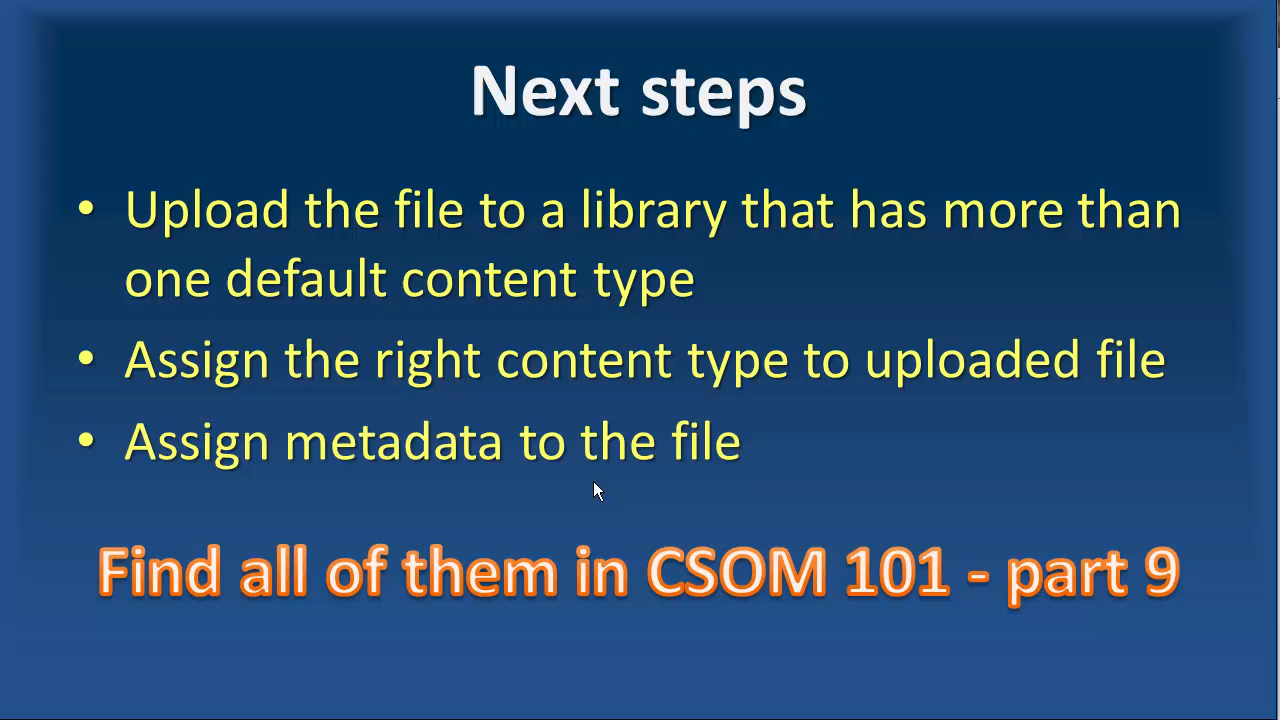 Next steps
• Upload the file to a library that has more than
one default content type
• Assign the right content type to uploaded file
• Assign metadata to the file
Find all of them in CSOM 101 - part 9